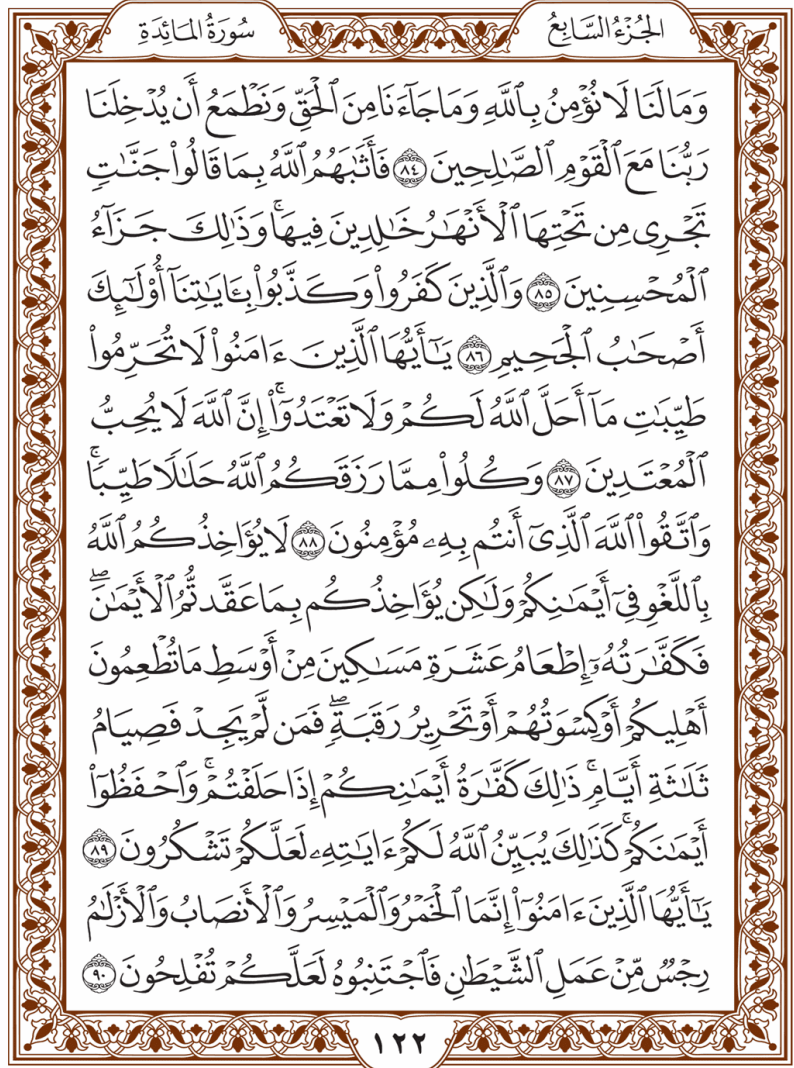 الجُزْءُ السَّابِعُ
سُورَةُ المَائِدَةِ
وَمَا لَنَا لَا نُؤْمِنُ بِٱللَّهِ وَمَا جَآءَنَا مِنَ ٱلْحَقِّ وَنَطْمَعُ أَن يُدْخِلَنَا
رَبُّنَا مَعَ ٱلْقَوْمِ ٱلصَّٰلِحِينَ ٨٤ فَأَثَٰبَهُمُ ٱللَّهُ بِمَا قَالُوا۟ جَنَّٰتٍ
تَجْرِى مِن تَحْتِهَا ٱلْأَنْهَٰرُ خَٰلِدِينَ فِيهَا ۚ وَذَٰلِكَ جَزَآءُ
ٱلْمُحْسِنِينَ ٨٥ وَٱلَّذِينَ كَفَرُوا۟ وَكَذَّبُوا۟ بِـَٔايَٰتِنَآ أُو۟لَٰٓئِكَ
أَصْحَٰبُ ٱلْجَحِيمِ ٨٦ يَٰٓأَيُّهَا ٱلَّذِينَ ءَامَنُوا۟ لَا تُحَرِّمُوا۟
طَيِّبَٰتِ مَآ أَحَلَّ ٱللَّهُ لَكُمْ وَلَا تَعْتَدُوٓا۟ ۚ إِنَّ ٱللَّهَ لَا يُحِبُّ
ٱلْمُعْتَدِينَ ٨٧ وَكُلُوا۟ مِمَّا رَزَقَكُمُ ٱللَّهُ حَلَٰلًا طَيِّبًا ۚ
وَٱتَّقُوا۟ ٱللَّهَ ٱلَّذِىٓ أَنتُم بِهِۦ مُؤْمِنُونَ ٨٨ لَا يُؤَاخِذُكُمُ ٱللَّهُ
بِٱللَّغْوِ فِىٓ أَيْمَٰنِكُمْ وَلَٰكِن يُؤَاخِذُكُم بِمَا عَقَّدتُّمُ ٱلْأَيْمَٰنَ ۖ
فَكَفَّٰرَتُهُۥٓ إِطْعَامُ عَشَرَةِ مَسَٰكِينَ مِنْ أَوْسَطِ مَا تُطْعِمُونَ
أَهْلِيكُمْ أَوْ كِسْوَتُهُمْ أَوْ تَحْرِيرُ رَقَبَةٍ ۖ فَمَن لَّمْ يَجِدْ فَصِيَامُ
ثَلَٰثَةِ أَيَّامٍ ۚ ذَٰلِكَ كَفَّٰرَةُ أَيْمَٰنِكُمْ إِذَا حَلَفْتُمْ ۚ وَٱحْفَظُوٓا۟
أَيْمَٰنَكُمْ ۚ كَذَٰلِكَ يُبَيِّنُ ٱللَّهُ لَكُمْ ءَايَٰتِهِۦ لَعَلَّكُمْ تَشْكُرُونَ ٨٩
يَٰٓأَيُّهَا ٱلَّذِينَ ءَامَنُوٓا۟ إِنَّمَا ٱلْخَمْرُ وَٱلْمَيْسِرُ وَٱلْأَنصَابُ وَٱلْأَزْلَٰمُ
رِجْسٌ مِّنْ عَمَلِ ٱلشَّيْطَٰنِ فَٱجْتَنِبُوهُ لَعَلَّكُمْ تُفْلِحُونَ ٩٠
١٢٢